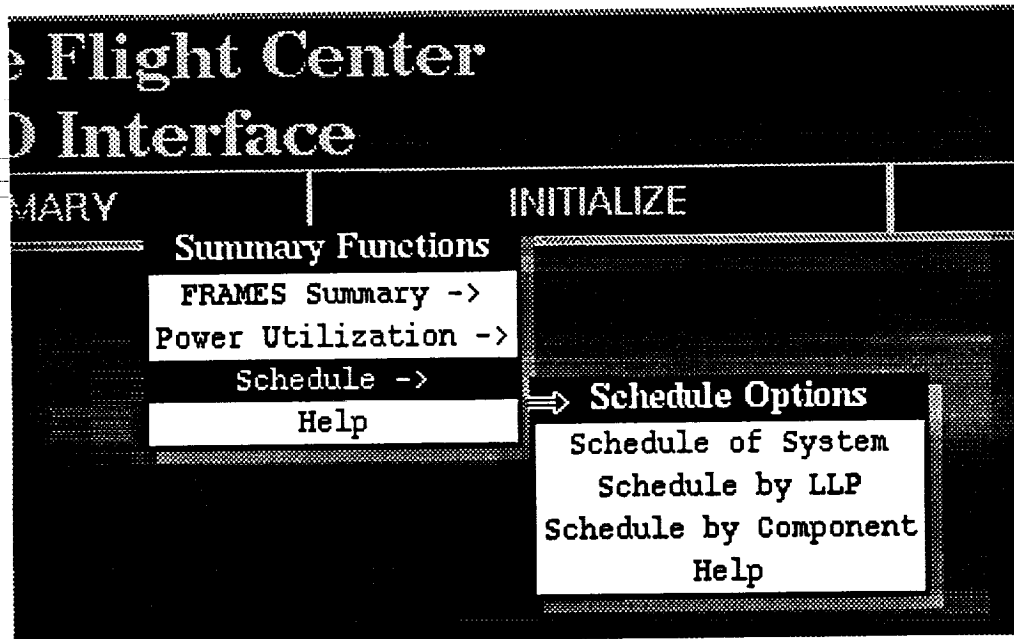 e Flight Center
Interface
MARY
INITIALIZE
Summary Functions
FRAMES Summary ->
Power Utilization ->
Schedule ->
Help
Schedule Options
Schedule of System
Schedule by LLP
Schedule by Component
Help